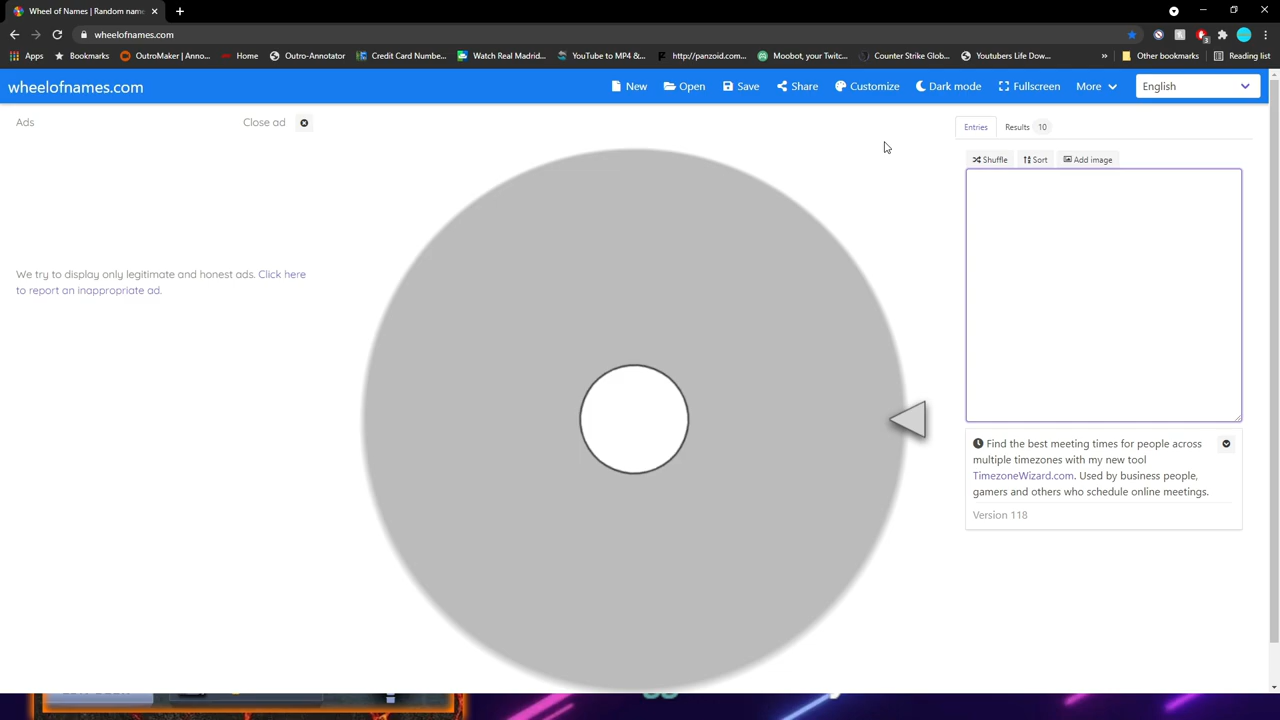 Wheel of Names | Random name
wheelofnames.com
Apps
Bookmarks
OutroMaker | Anno...
Home
Outro-Annotator
Credit Card Numbe...
Watch Real Madrid...
YouTube to MP4 &...
http://panzoid.com...
Moobot, your Twitc...
Counter Strike Glob...
Youtubers Life Dow...
»
Other bookmarks
Reading list
wheelofnames.com
New
Open
Save
Share
Customize
Dark mode
Fullscreen
More
English
Ads
Close ad
Entries
Results 10
Shuffle
Sort
Add image
We try to display only legitimate and honest ads. Click here
to report an inappropriate ad.
Find the best meeting times for people across
multiple timezones with my new tool
TimezoneWizard.com. Used by business people,
gamers and others who schedule online meetings.
Version 118